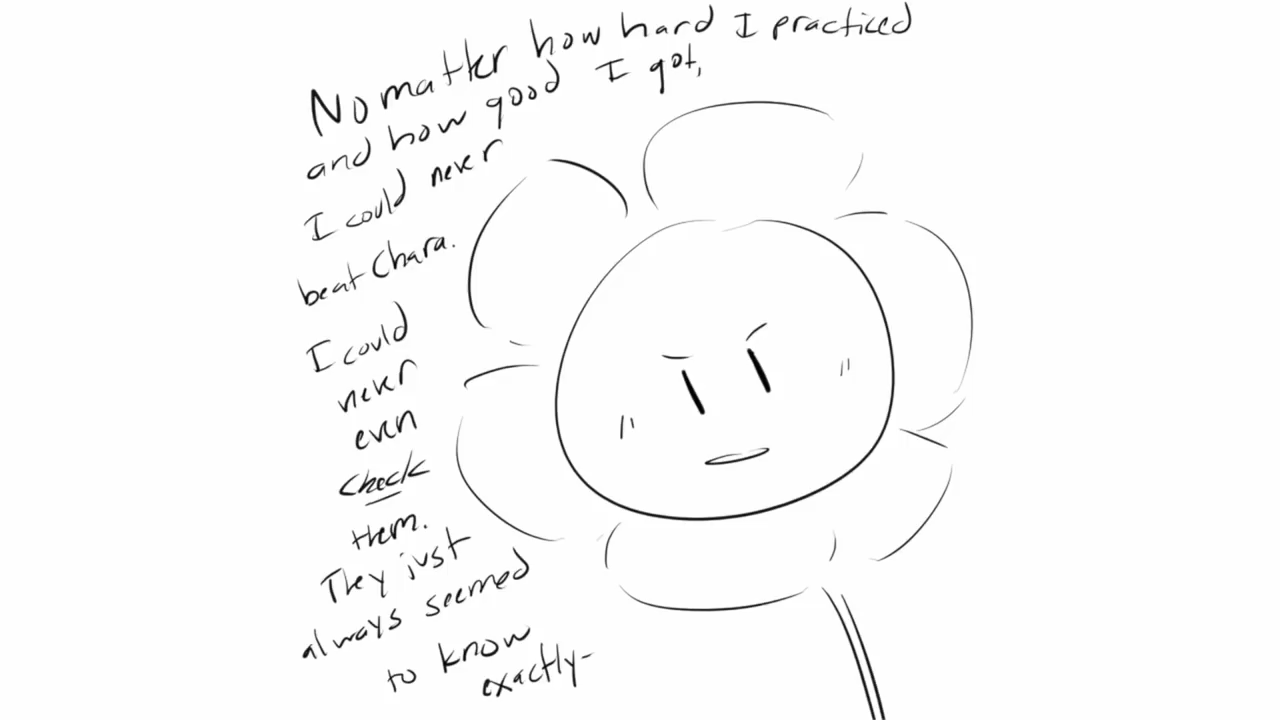 No matter how hard I practiced
and how good I got,
I could never
beat Chara.
I could
never
even
check
them.
They just
always seemed
to know
exactly-